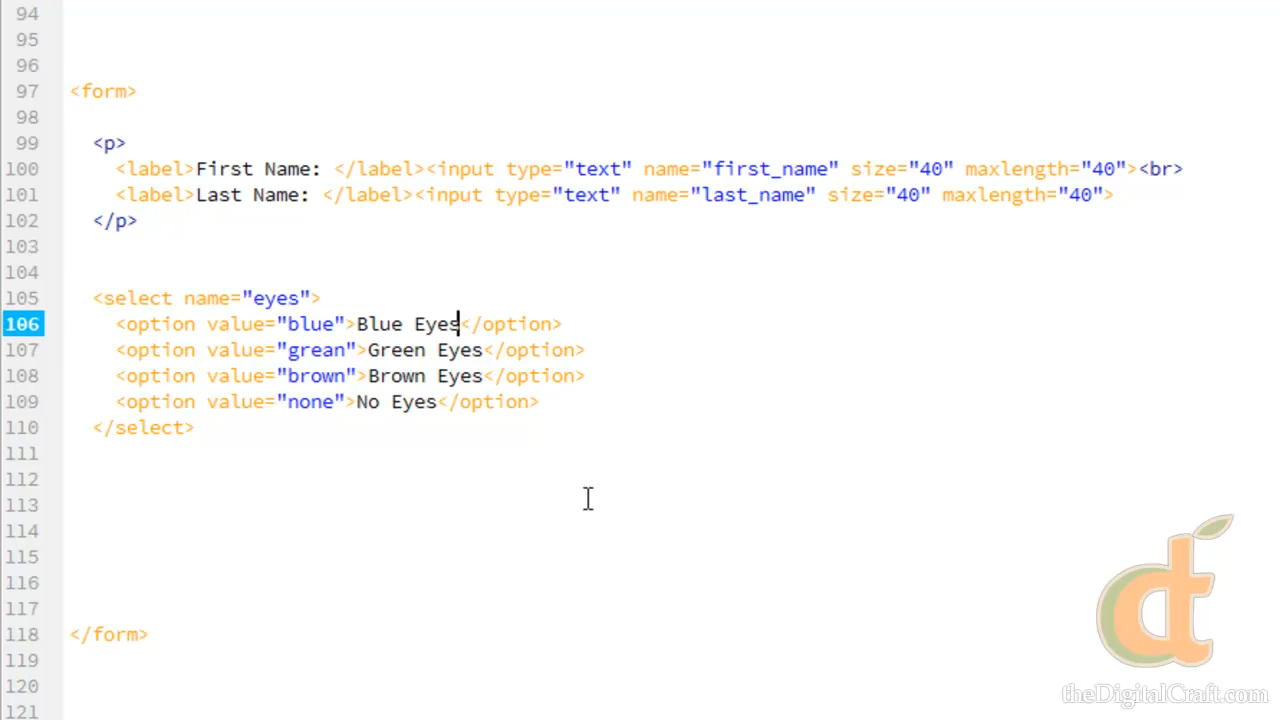 94
95
96
97 <form>
98
99 <p>
100 <label>First Name: </label><input type="text" name="first_name" size="40" maxlength="40"><br>
101 <label>Last Name: </label><input type="text" name="last_name" size="40" maxlength="40">
102 </p>
103
104
105 <select name="eyes">
106 <option value="blue">Blue Eyes</option>
107 <option value="grean">Green Eyes</option>
108 <option value="brown">Brown Eyes</option>
109 <option value="none">No Eyes</option>
110 </select>
111
112
113
114
115
116
117
118 </form>
119
120
121
dt
theDigitalCraft.com